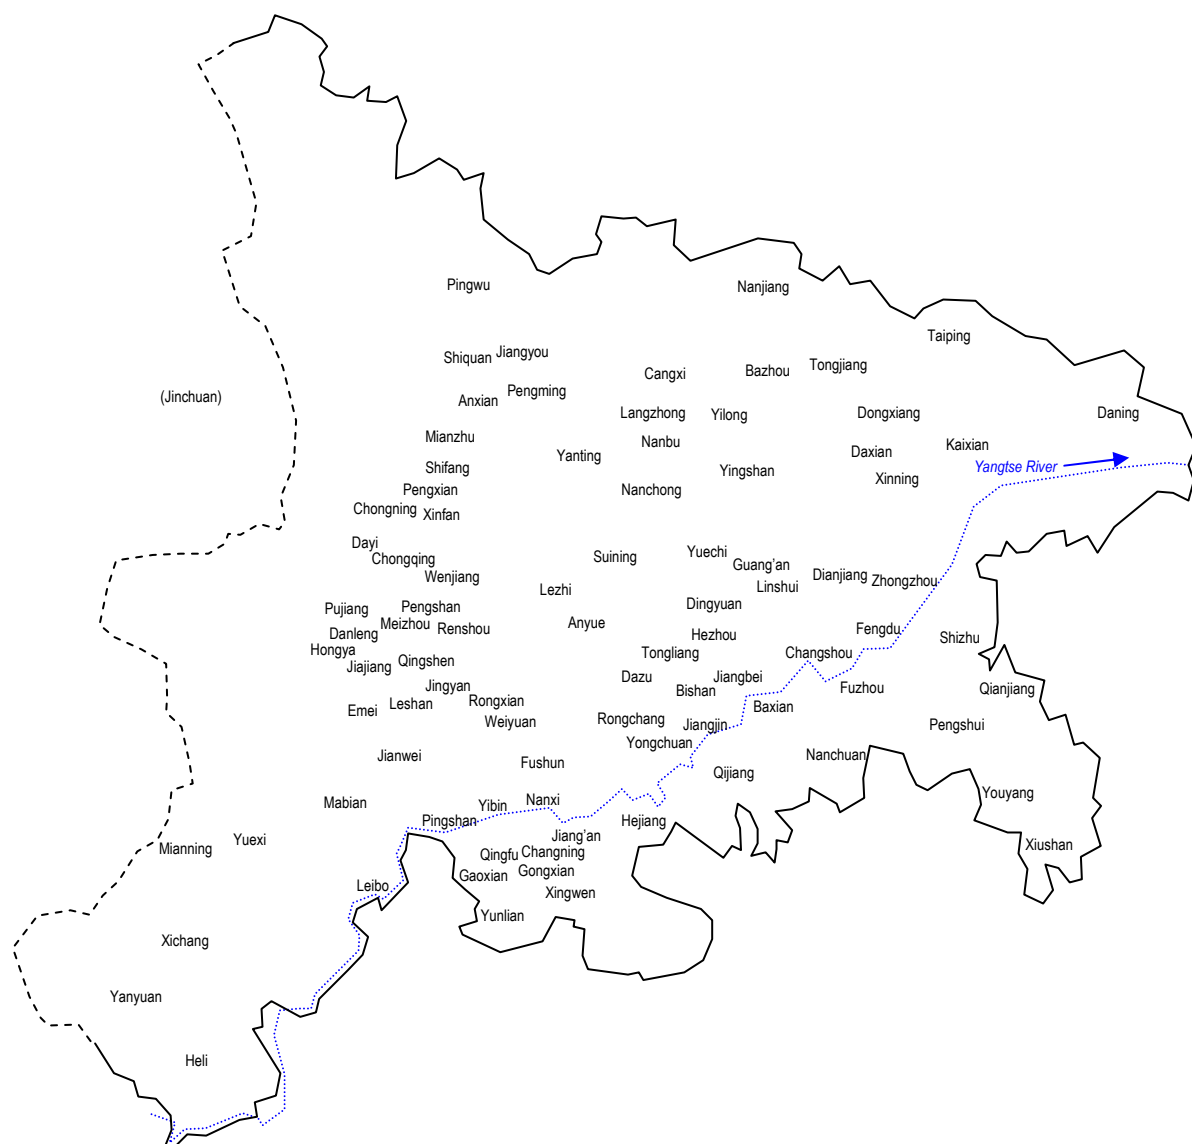 Pingwu
Nanjiang
Taiping
Shiquan
Jiangyou
Tongjiang
Bazhou
Cangxi
(Jinchuan)
Pengming
Anxian
Langzhong
Yilong
Dongxiang
Daning
Mianzhu
Nanbu
Kaixian
Daxian
Yanting
Shifang
Yangtse River
Yingshan
Xinning
Pengxian
Nanchong
Chongning
Xinfan
Dayi
Chongqing
Suining
Yuechi
Guang'an
Wenjiang
Dianjiang
Zhongzhou
Linshui
Lezhi
Dingyuan
Pujiang
Pengshan
Meizhou
Anyue
Renshou
Fengdu
Danleng
Hezhou
Shizhu
Hongya
Tongliang
Changshou
Qingshen
Jiajiang
Dazu
Jiangbei
Jingyan
Bishan
Fuzhou
Qianjiang
Rongxian
Leshan
Baxian
Emei
Weiyuan
Rongchang
Jiangjin
Pengshui
Yongchuan
Jianwei
Fushun
Nanchuan
Qijiang
Youyang
Mabian
Yibin
Nanxi
Pingshan
Hejiang
Yuexi
Mianning
Jiang'an
Xiushan
Qingfu
Changning
Gongxian
Gaoxian
Leibo
Xingwen
Yunlian
Xichang
Yanyuan
Heli